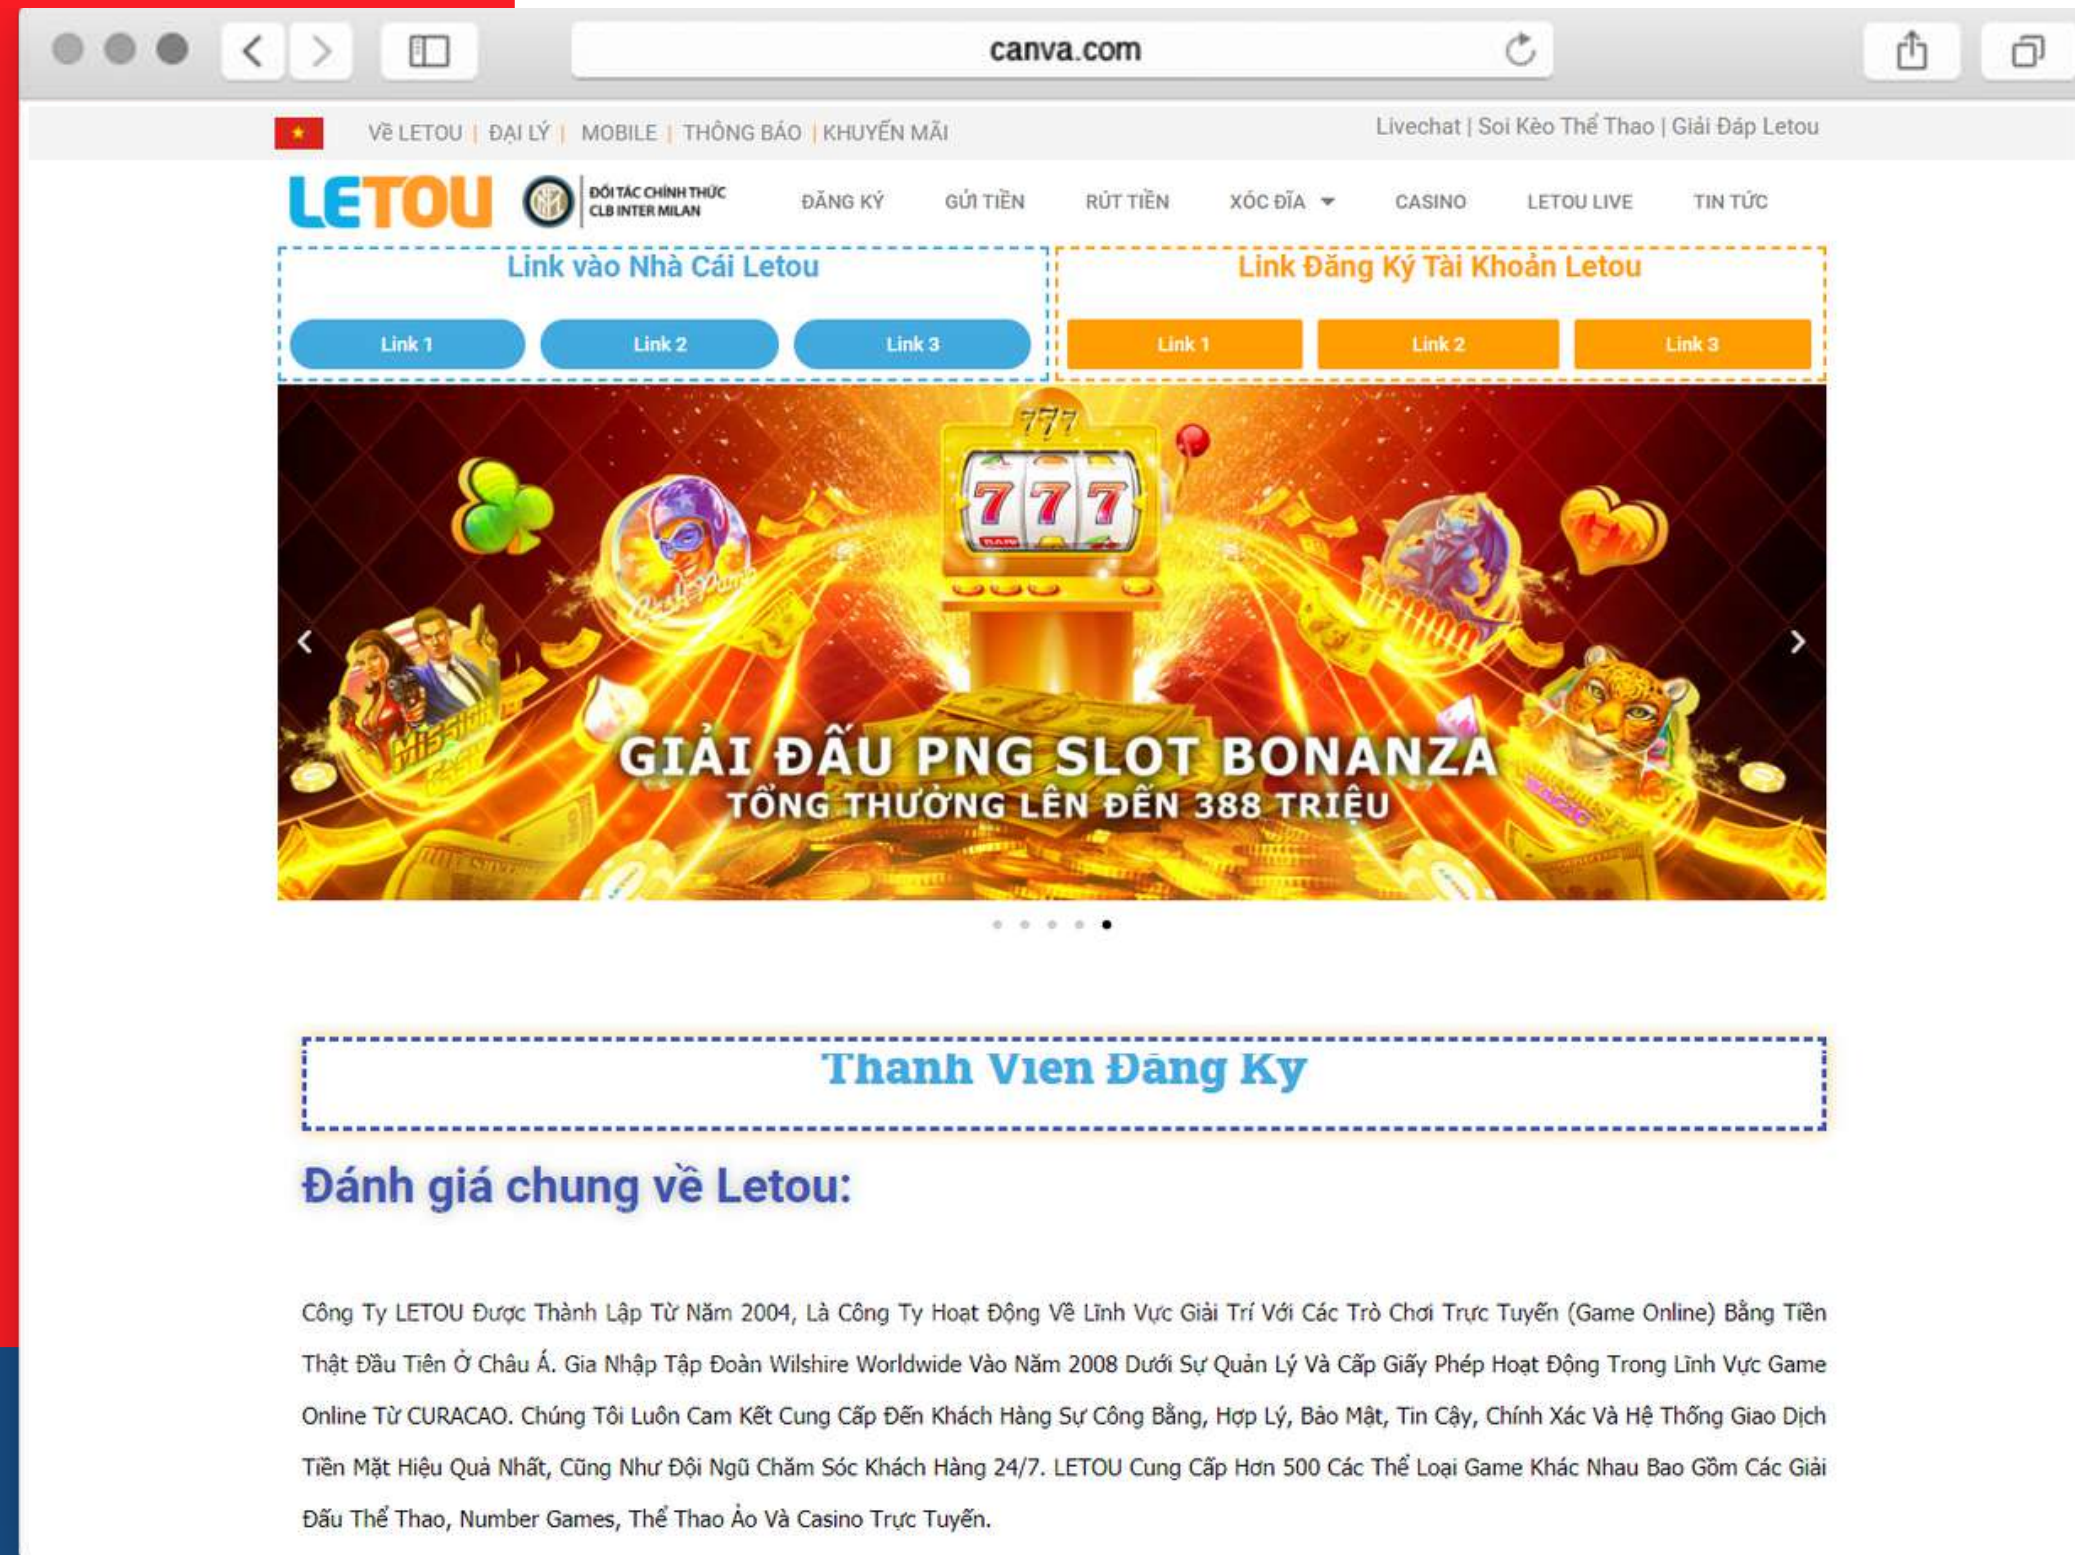 canva.com
Về LETOU | ĐẠI LÝ | MOBILE | THÔNG BÁO | KHUYẾN MÃI
Livechat | Soi Kèo Thể Thao | Giải Đáp Letou
LETOU
ĐỐI TÁC CHÍNH THỨC
CLB INTER MILAN
ĐĂNG KÝ GỬI TIỀN RÚT TIỀN XÓC ĐĨA CASINO LETOU LIVE TIN TỨC
Link vào Nhà Cái Letou
Link Đăng Ký Tài Khoản Letou
Link 1 Link 2 Link 3
Link 1 Link 2 Link 3
777
7 7 7
BAR
GIẢI ĐẤU PNG SLOT BONANZA
TỔNG THƯỞNG LÊN ĐẾN 388 TRIỆU
Thành Viên Đăng Ký
Đánh giá chung về Letou:
Công Ty LETOU Được Thành Lập Từ Năm 2004, Là Công Ty Hoạt Động Về Lĩnh Vực Giải Trí Với Các Trò Chơi Trực Tuyến (Game Online) Bằng Tiền
Thật Đầu Tiên Ở Châu Á. Gia Nhập Tập Đoàn Wilshire Worldwide Vào Năm 2008 Dưới Sự Quản Lý Và Cấp Giấy Phép Hoạt Động Trong Lĩnh Vực Game
Online Từ CURACAO. Chúng Tôi Luôn Cam Kết Cung Cấp Đến Khách Hàng Sự Công Bằng, Hợp Lý, Bảo Mật, Tin Cậy, Chính Xác Và Hệ Thống Giao Dịch
Tiền Mặt Hiệu Quả Nhất, Cũng Như Đội Ngũ Chăm Sóc Khách Hàng 24/7. LETOU Cung Cấp Hơn 500 Các Thể Loại Game Khác Nhau Bao Gồm Các Giải
Đấu Thể Thao, Number Games, Thể Thao Ảo Và Casino Trực Tuyến.